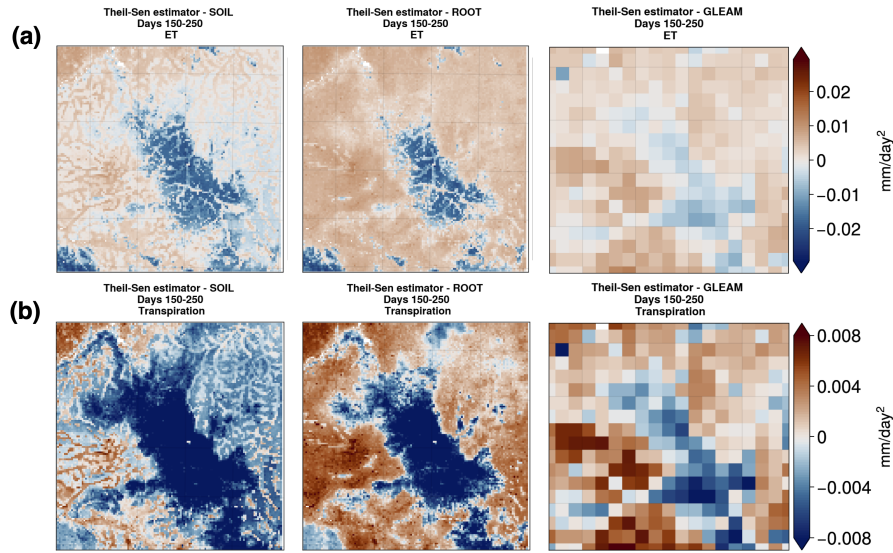 (a)
Theil-Sen estimator - SOIL
Days 150-250
ET
Theil-Sen estimator - ROOT
Days 150-250
ET
Theil-Sen estimator - GLEAM
Days 150-250
ET
0.02
0.01
0
−0.01
−0.02
mm/day²
(b)
Theil-Sen estimator - SOIL
Days 150-250
Transpiration
Theil-Sen estimator - ROOT
Days 150-250
Transpiration
Theil-Sen estimator - GLEAM
Days 150-250
Transpiration
0.008
0.004
0
−0.004
−0.008
mm/day²